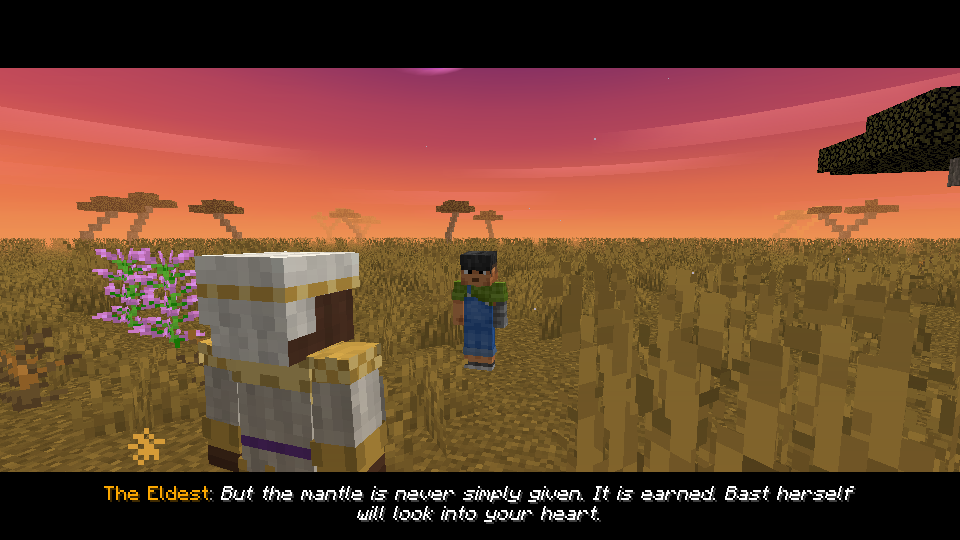 The Eldest: But the mantle is never simply given. It is earned. Bast herself
will look into your heart.